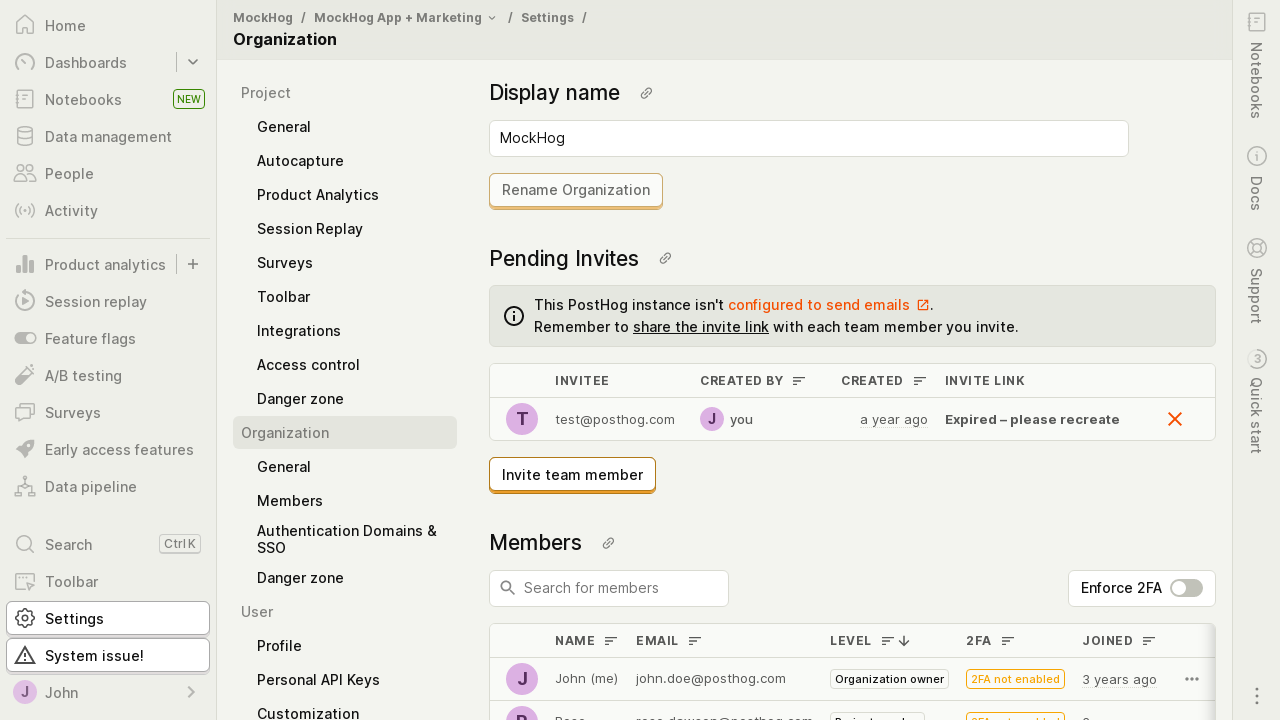 Home
Dashboards
Notebooks
NEW
Data management
People
Activity
Product analytics
Session replay
Feature flags
A/B testing
Surveys
Early access features
Data pipeline
Search
Ctrl K
Toolbar
Settings
System issue!
J
John
MockHog / MockHog App + Marketing / Settings /
Organization
Project
General
Autocapture
Product Analytics
Session Replay
Surveys
Toolbar
Integrations
Access control
Danger zone
Organization
General
Members
Authentication Domains &
SSO
Danger zone
User
Profile
Personal API Keys
Customization
Display name
MockHog
Rename Organization
Pending Invites
This PostHog instance isn't configured to send emails.
Remember to share the invite link with each team member you invite.
INVITEE CREATED BY CREATED INVITE LINK
T test@posthog.com J you a year ago Expired – please recreate
Invite team member
Members
Search for members
Enforce 2FA
NAME EMAIL LEVEL 2FA JOINED
J John (me) john.doe@posthog.com Organization owner 2FA not enabled 3 years ago
Notebooks
Docs
Support
3
Quick start